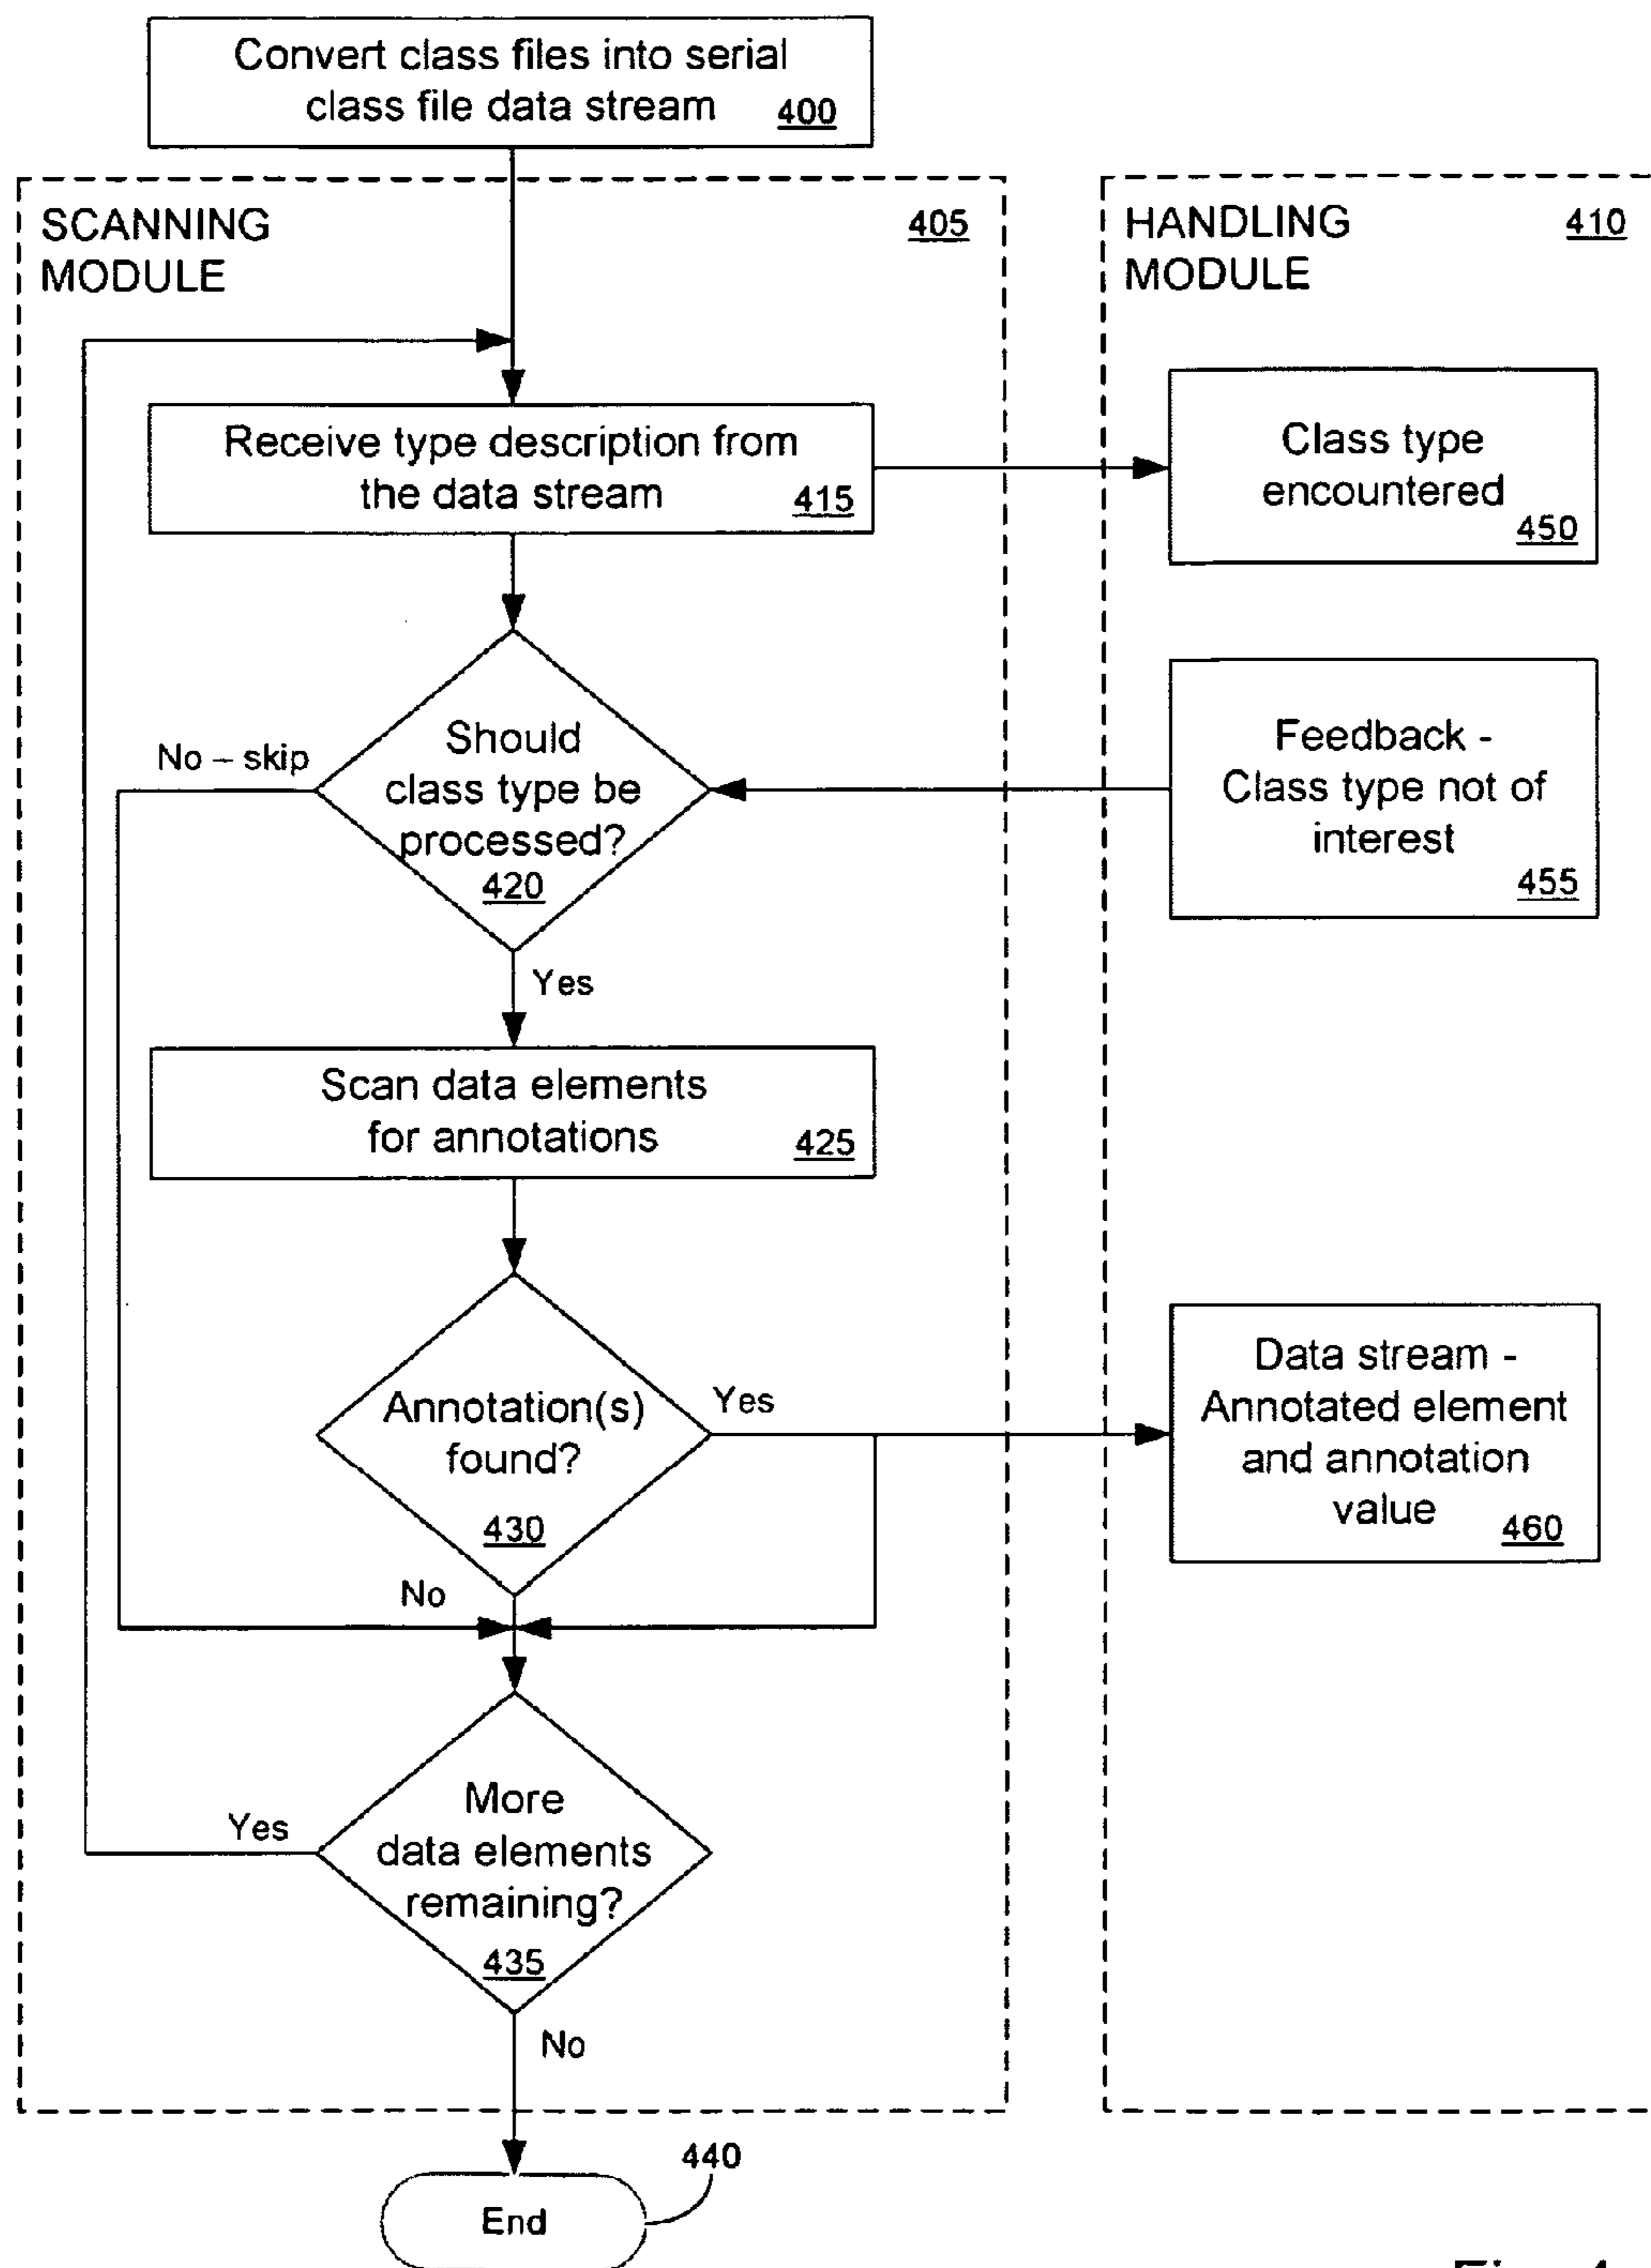 Convert class files into serial
class file data stream 400
SCANNING 405
MODULE
HANDLING 410
MODULE
Receive type description from
the data stream 415
Class type
encountered
450
Should
class type be
processed?
420
No – skip
Yes
Feedback -
Class type not of
interest
455
Scan data elements
for annotations 425
Annotation(s)
found?
430
Yes
No
Data stream -
Annotated element
and annotation
value 460
More
data elements
remaining?
435
Yes
No
440
End